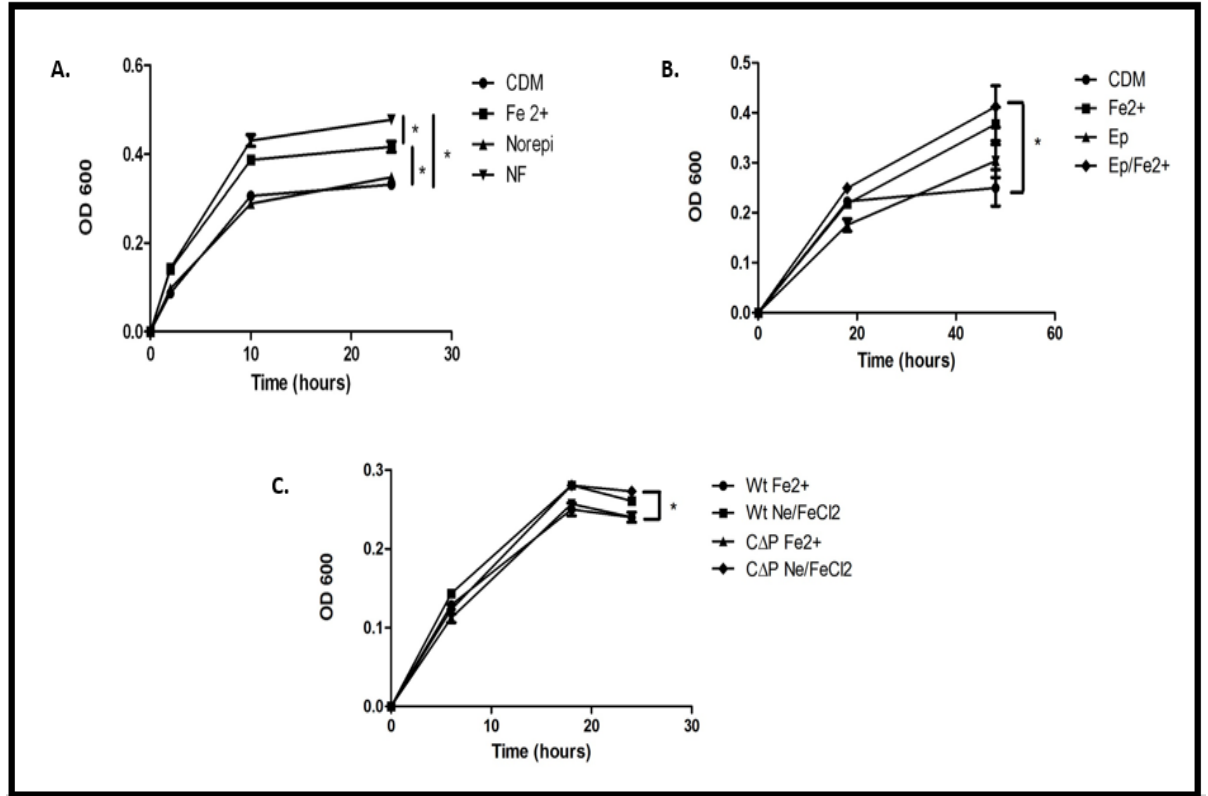 A.
OD 600
0.6
0.4
0.2
0.0
0 10 20 30
Time (hours)
CDM
Fe 2+
Norepi
NF
*
*
*
B.
OD 600
0.5
0.4
0.3
0.2
0.1
0.0
0 20 40 60
Time (hours)
CDM
Fe2+
Ep
Ep/Fe2+
*
C.
OD 600
0.3
0.2
0.1
0.0
0 10 20 30
Time (hours)
Wt Fe2+
Wt Ne/FeCl2
CΔP Fe2+
CΔP Ne/FeCl2
*